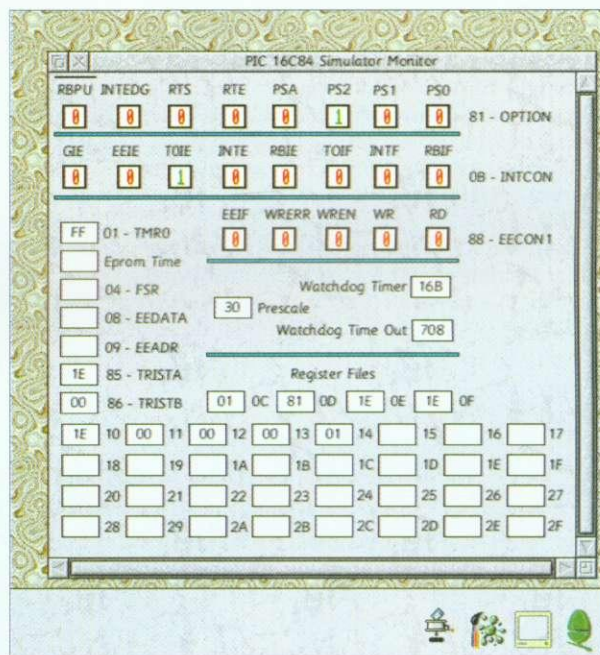 PIC 16C84 Simulator Monitor
RBPU INTEDG RTS RTE PSA PS2 PS1 PS0
0 0 0 0 0 1 0 0 81 - OPTION
GIE EEIE TOIE INTE RBIE TOIF INTF RBIF
0 0 1 0 0 0 0 0 0B - INTCON
EEIF WRERR WREN WR RD
0 0 0 0 0 88 - EECON1
FF 01 - TMR0
Eprom Time
04 - FSR
08 - EEDATA
09 - EEADR
1E 85 - TRISTA
00 86 - TRISTB
Watchdog Timer 16B
30 Prescale
Watchdog Time Out 708
Register Files
01 0C 81 0D 1E 0E 1E 0F
1E 10 00 11 00 12 00 13 01 14 15 16 17
18 19 1A 1B 1C 1D 1E 1F
20 21 22 23 24 25 26 27
28 29 2A 2B 2C 2D 2E 2F